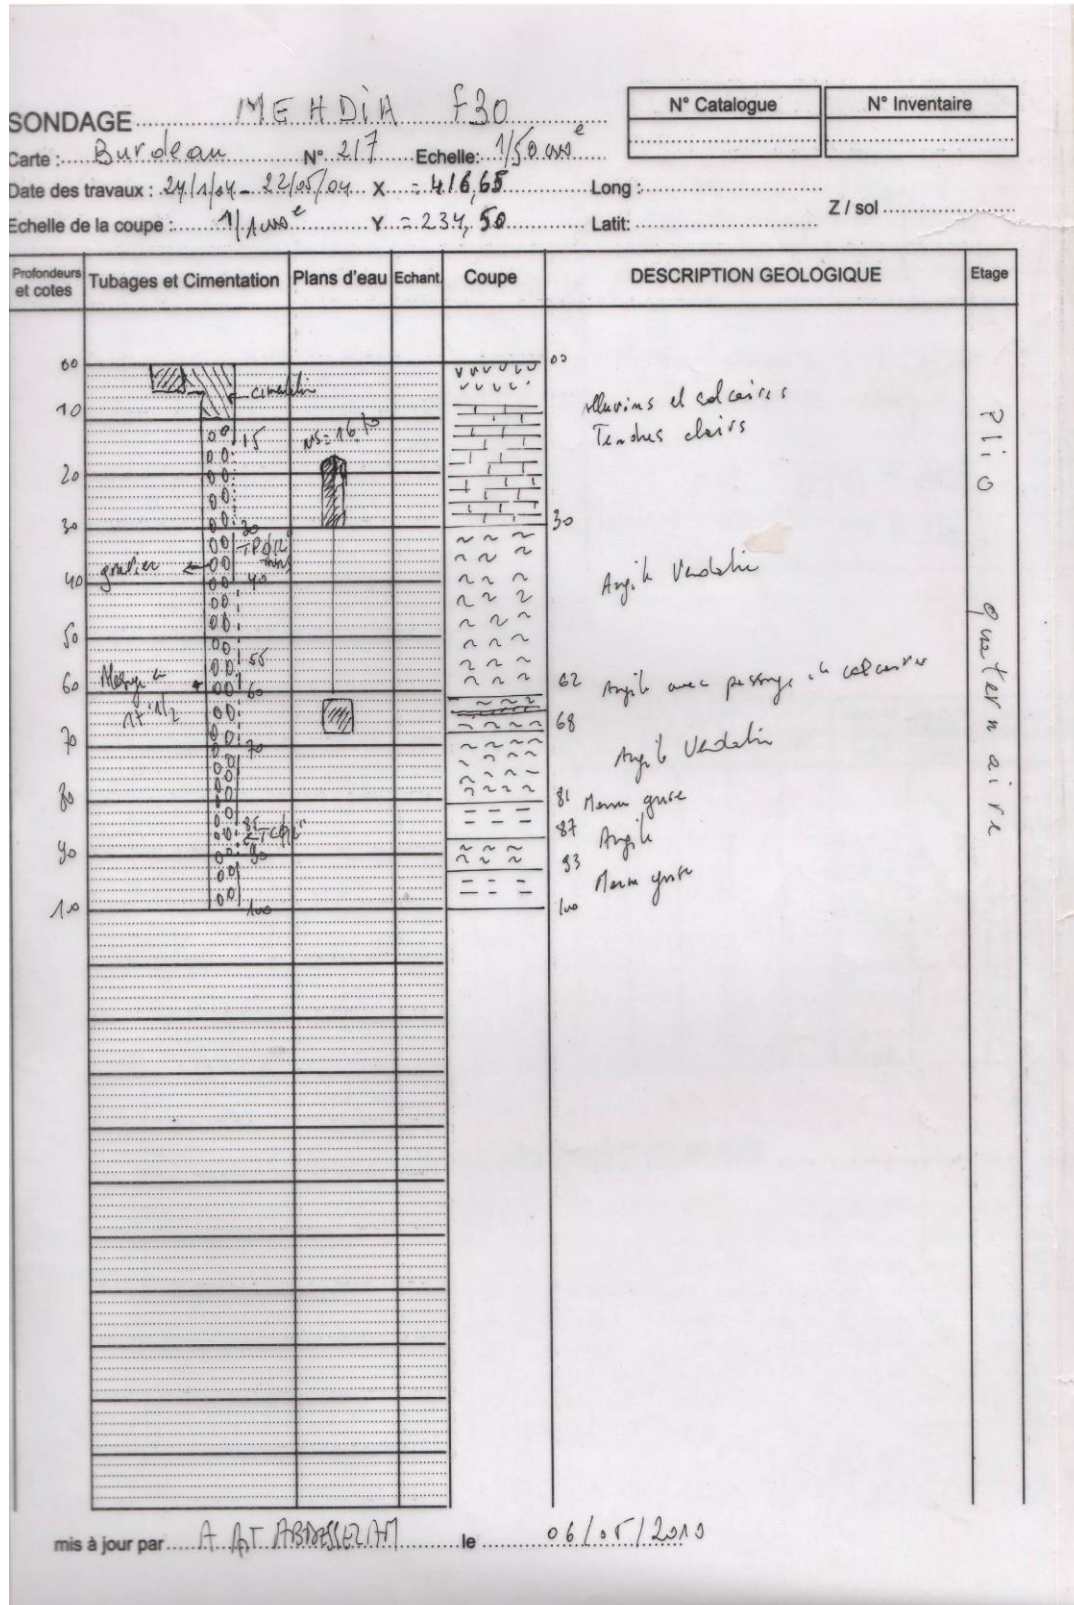 SONDAGE MEHDIA F30
N° Catalogue
N° Inventaire
Carte : Burdeau N° 217 Echelle: 1/50 000e
Date des travaux : 24/1/04 - 22/05/04 X = 416,65 Long :
Z / sol
Echelle de la coupe : 1/1000e Y = 234,50 Latit:
Profondeurs et cotes
Tubages et Cimentation
Plans d'eau
Echant.
Coupe
DESCRIPTION GEOLOGIQUE
Etage
00
00
10
cimentation
Alluvions et calcaires
Tendres clairs
15
NS = 16,
20
30
30
30
gravier
40
40
Argile
50
55
60
60
17"1/2
62 Argile avec passage de calcaires
68
70
70
Argile
80
81 Marne grise
85
87 Argile
90
90
93 Marne grise
100
100
100
Plio quaternaire
mis à jour par A. AIT ABDESSELAM le 06/05/2010